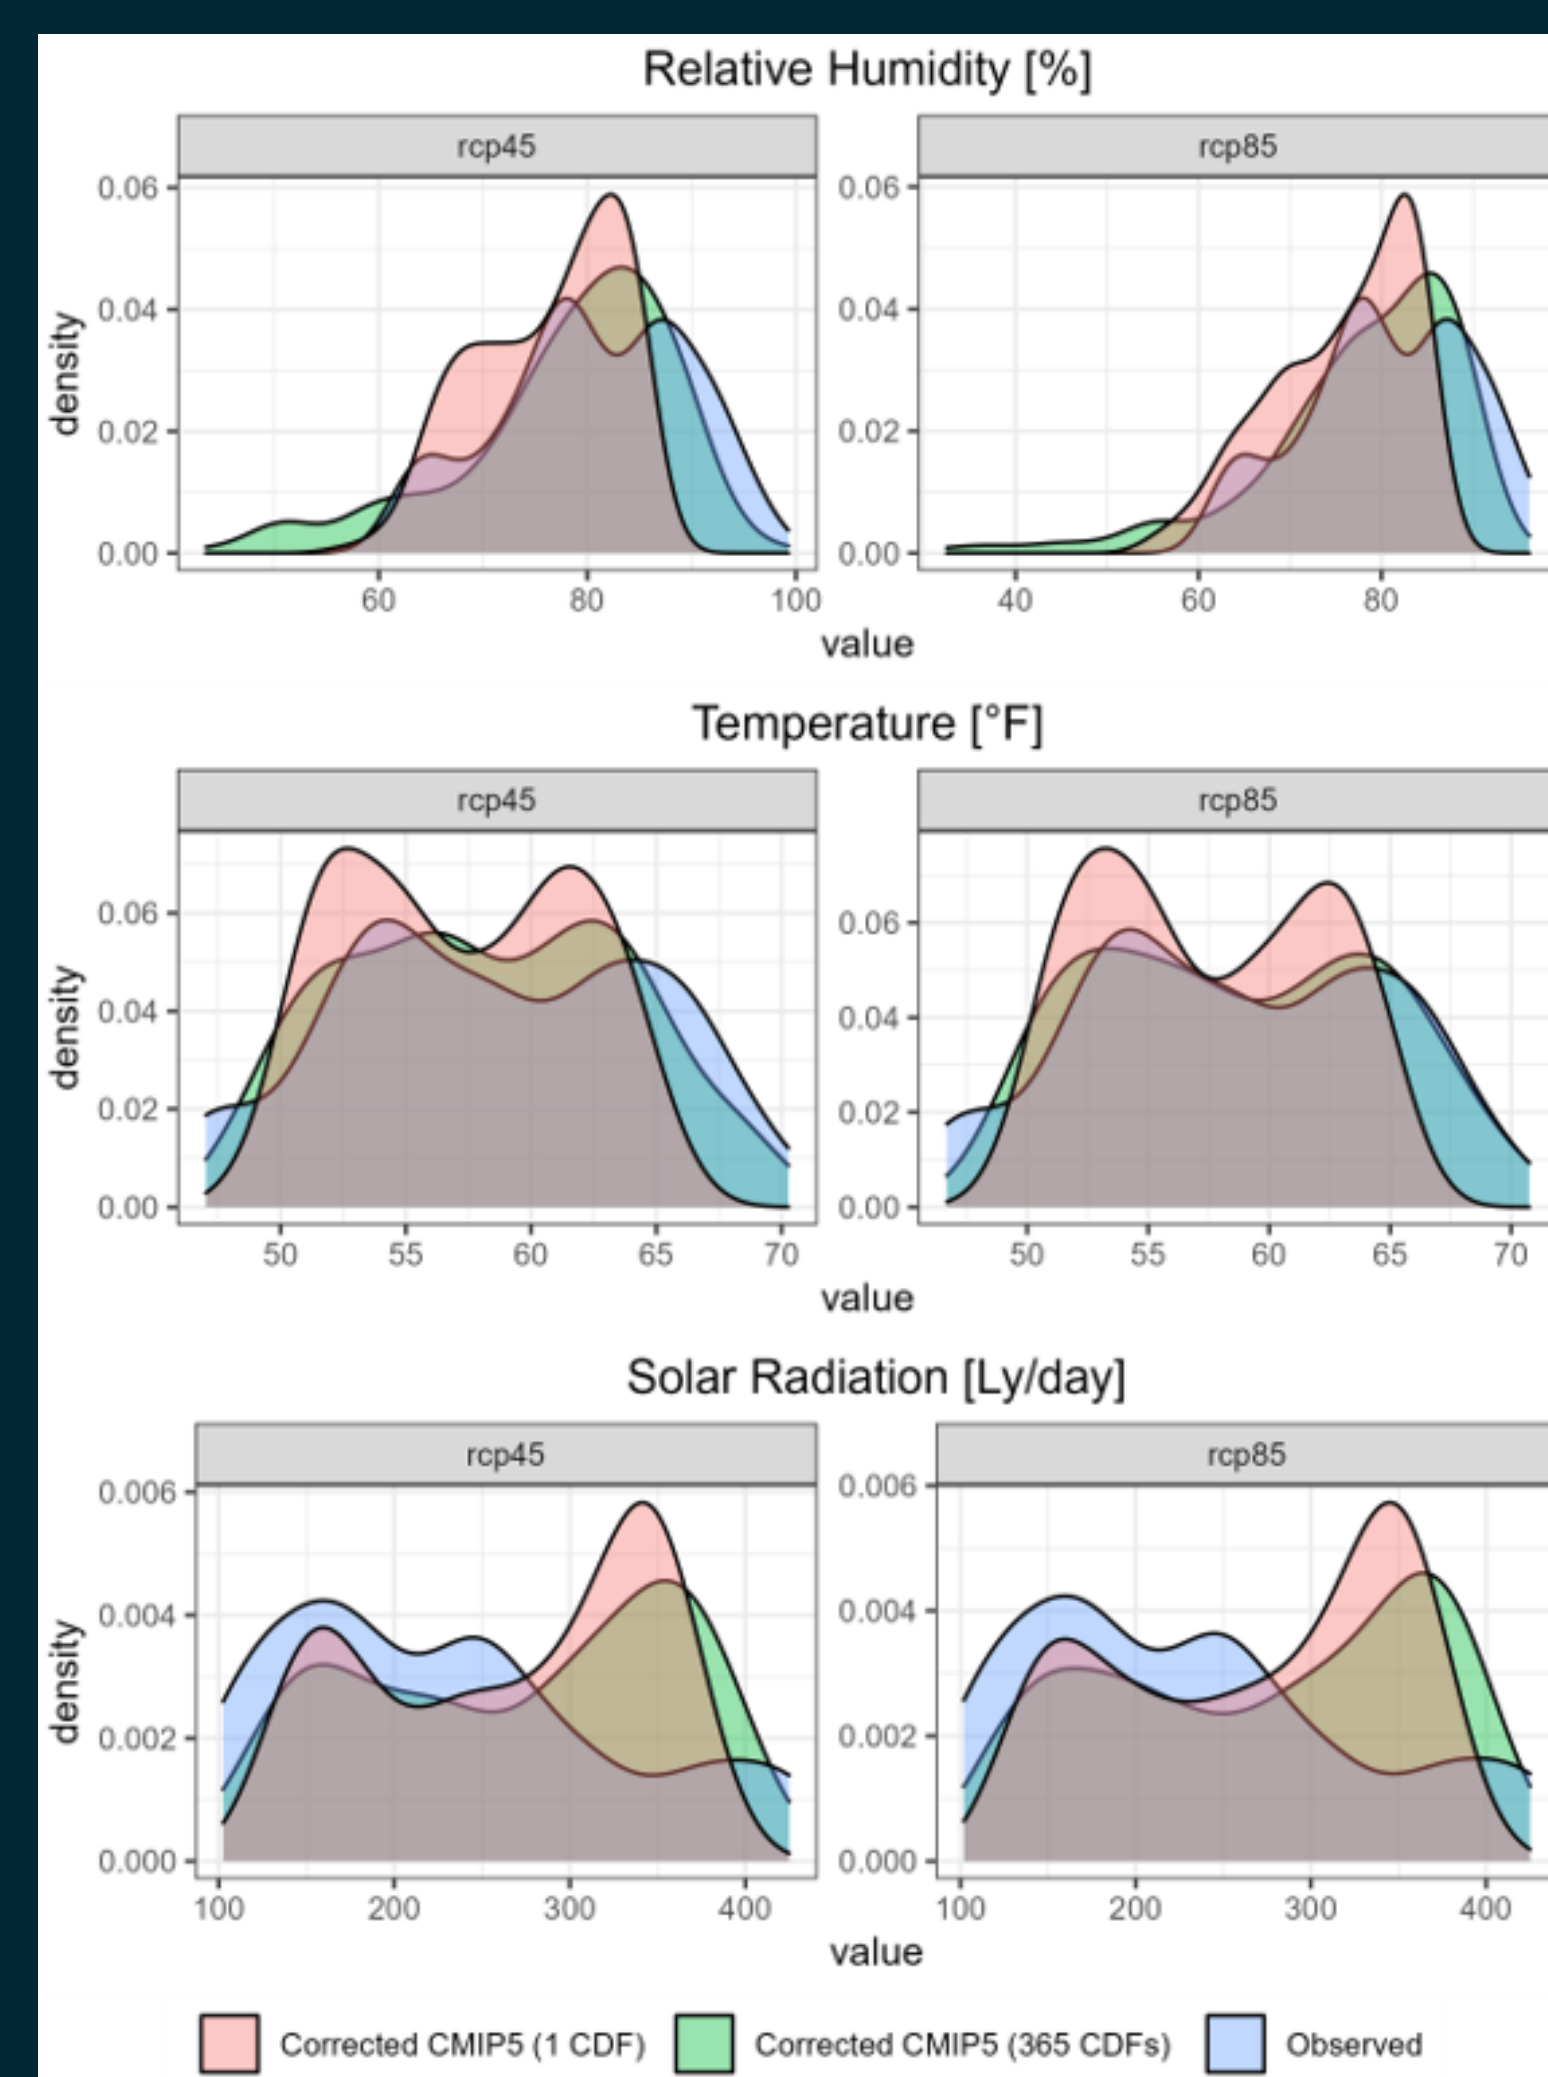 Relative Humidity [%]
rcp45 rcp85
0.06 0.06
0.04 0.04
0.02 0.02
0.00 0.00
density
60 80 100 40 60 80
value
Temperature [°F]
rcp45 rcp85
0.06 0.06
0.04 0.04
0.02 0.02
0.00 0.00
density
50 55 60 65 70 50 55 60 65 70
value
Solar Radiation [Ly/day]
rcp45 rcp85
0.006 0.006
0.004 0.004
0.002 0.002
0.000 0.000
density
100 200 300 400 100 200 300 400
value
Corrected CMIP5 (1 CDF) Corrected CMIP5 (365 CDFs) Observed